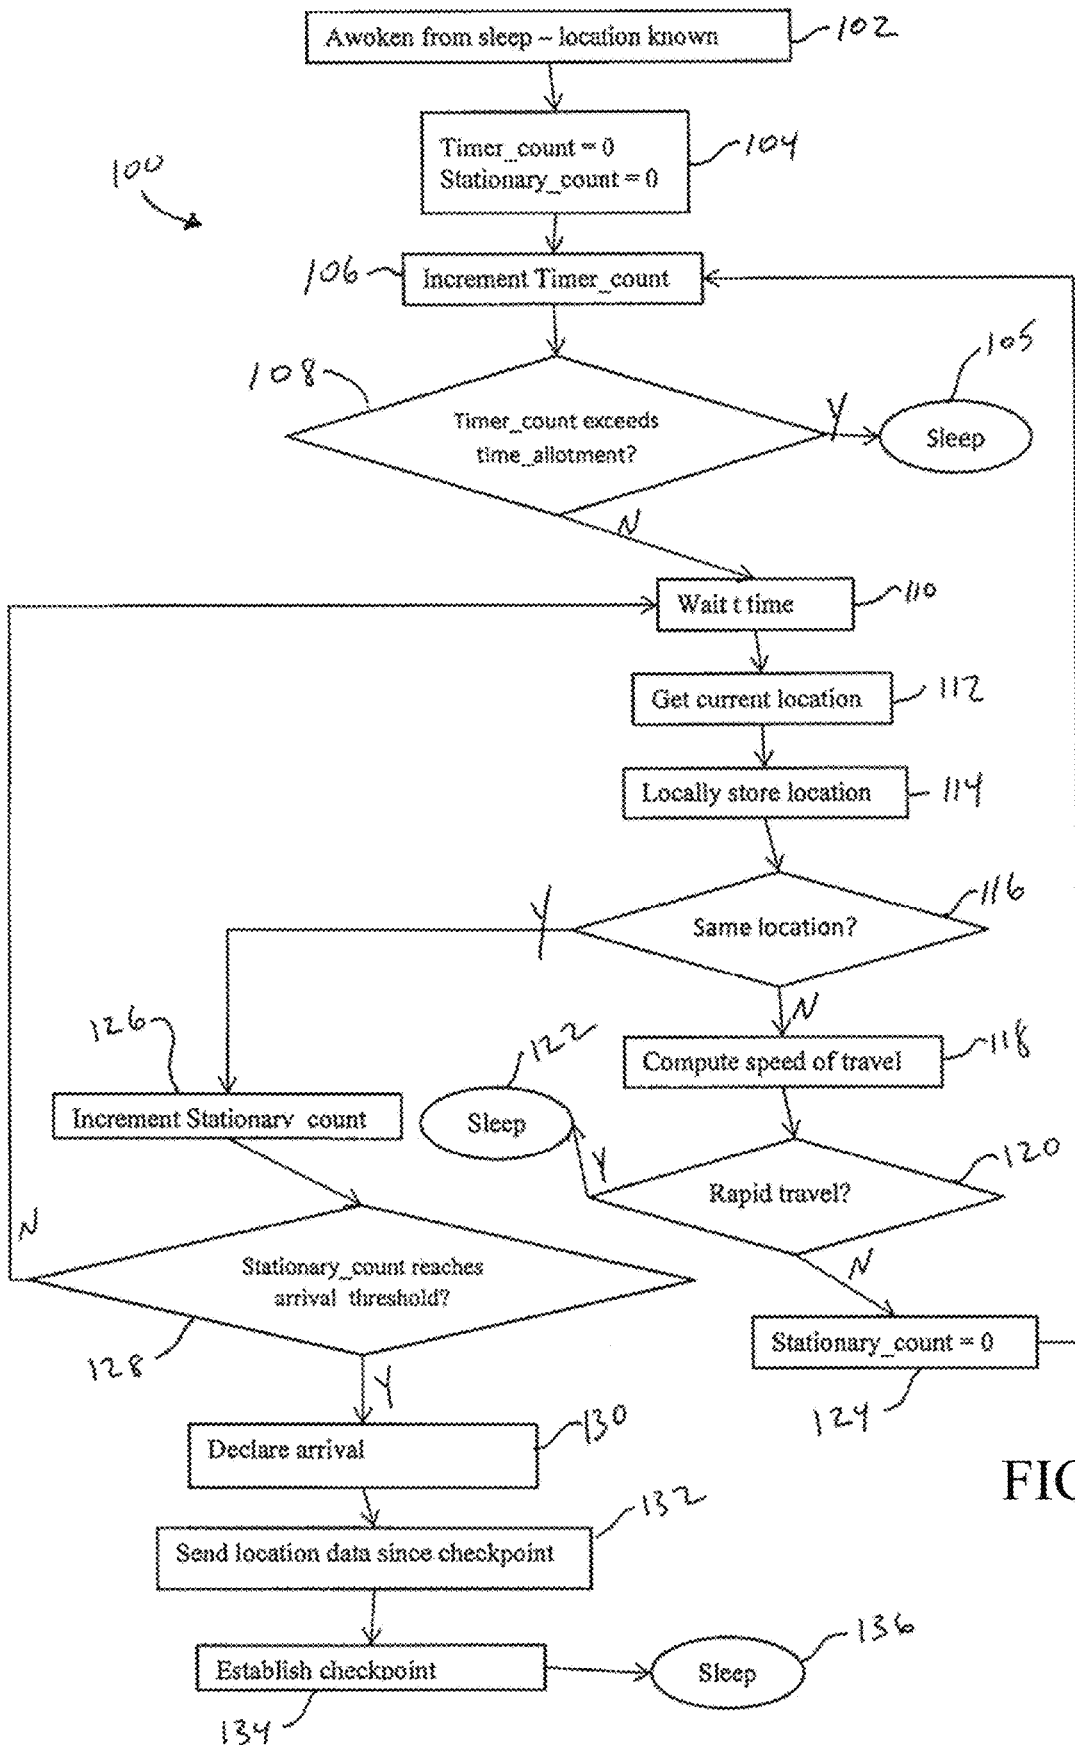 Awoken from sleep – location known
102
Timer_count = 0
Stationary_count = 0
104
100
106
Increment Timer_count
108
Timer_count exceeds
time_allotment?
Y
105
Sleep
N
Wait t time
110
Get current location
112
Locally store location
114
Same location?
116
Y
N
126
Increment Stationary_count
122
Sleep
Compute speed of travel
118
Y
Rapid travel?
120
N
N
Stationary_count reaches
arrival_threshold?
128
Y
Stationary_count = 0
124
Declare arrival
130
FIG
Send location data since checkpoint
132
Establish checkpoint
134
Sleep
136